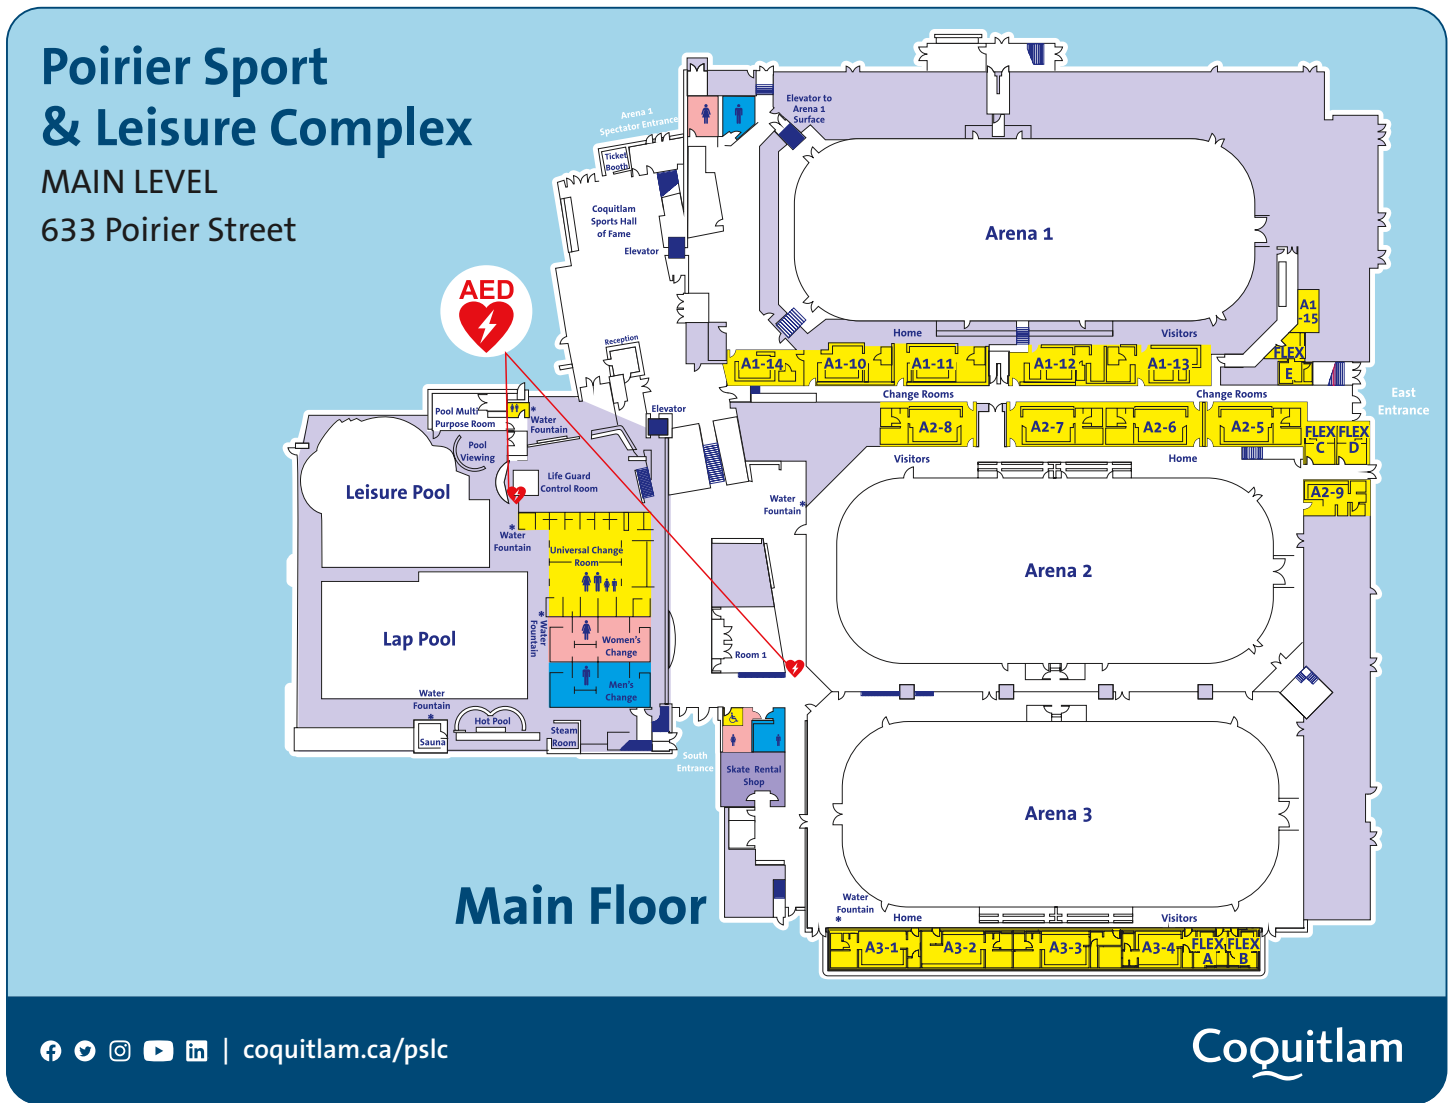 Poirier Sport
& Leisure Complex
MAIN LEVEL
633 Poirier Street
Arena 1
Spectator Entrance
Elevator to
Arena 1
Surface
Ticket
Booth
Coquitlam
Sports Hall
of Fame
Elevator
Arena 1
AED
Reception
Home
Visitors
A1
-15
FLEX
E
A1-14
A1-10
A1-11
A1-12
A1-13
Change Rooms
Change Rooms
East
Entrance
Pool Multi
Purpose Room
* Water
Fountain
Elevator
A2-8
A2-7
A2-6
A2-5
FLEX
C
FLEX
D
Pool
Viewing
Visitors
Home
Leisure Pool
Life Guard
Control Room
Water
Fountain *
A2-9
*
Water
Fountain
Universal Change
Room
Arena 2
Lap Pool
* Water
Fountain
Women's
Change
Room 1
Men's
Change
Water
Fountain
*
Hot Pool
Sauna
Steam
Room
South
Entrance
Skate Rental
Shop
Arena 3
Main Floor
Water
Fountain
*
Home
Visitors
A3-1
A3-2
A3-3
A3-4
FLEX
A
FLEX
B
| coquitlam.ca/pslc
Coquitlam